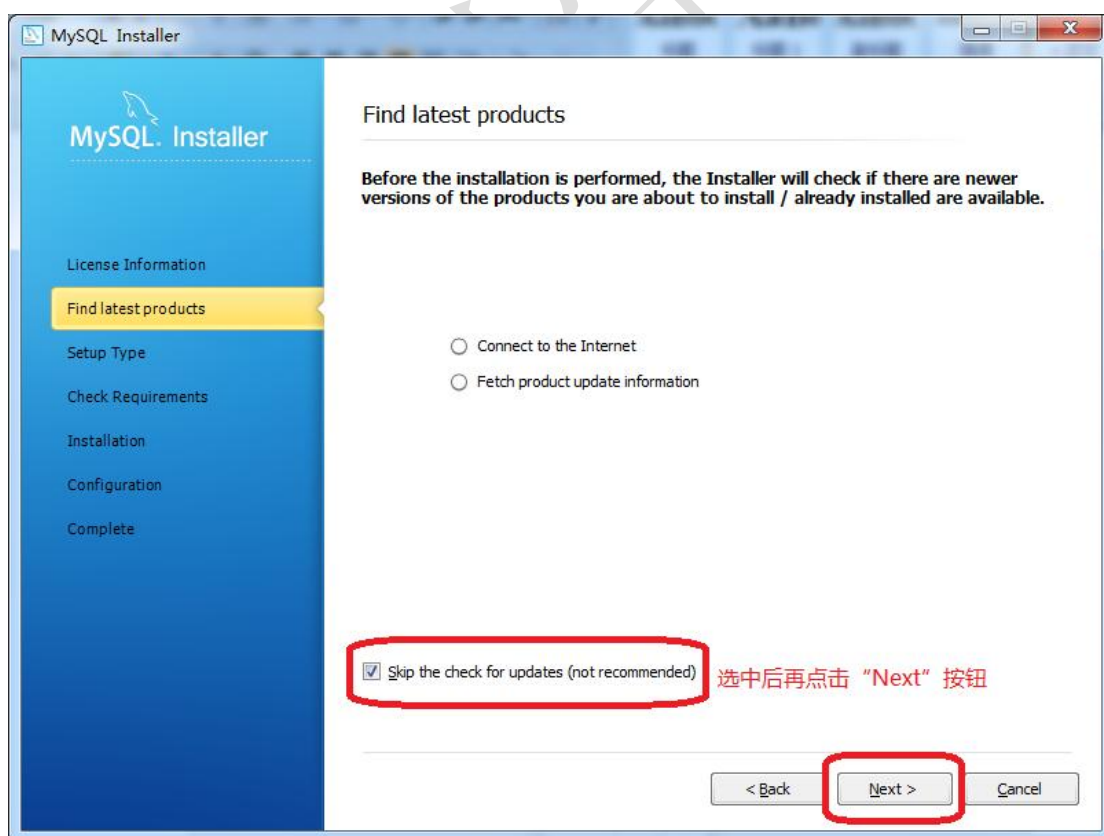 MySQL Installer
MySQL. Installer
License Information
Find latest products
Setup Type
Check Requirements
Installation
Configuration
Complete
Find latest products
Before the installation is performed, the Installer will check if there are newer
versions of the products you are about to install / already installed are available.
Connect to the Internet
Fetch product update information
Skip the check for updates (not recommended)
选中后再点击“Next”按钮
< Back
Next >
Cancel